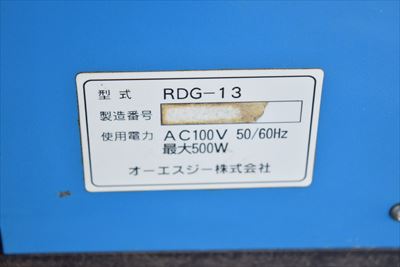 型式 RDG-13
製造番号
使用電力 AC100V 50/60Hz
最大500W
オーエスジー株式会社